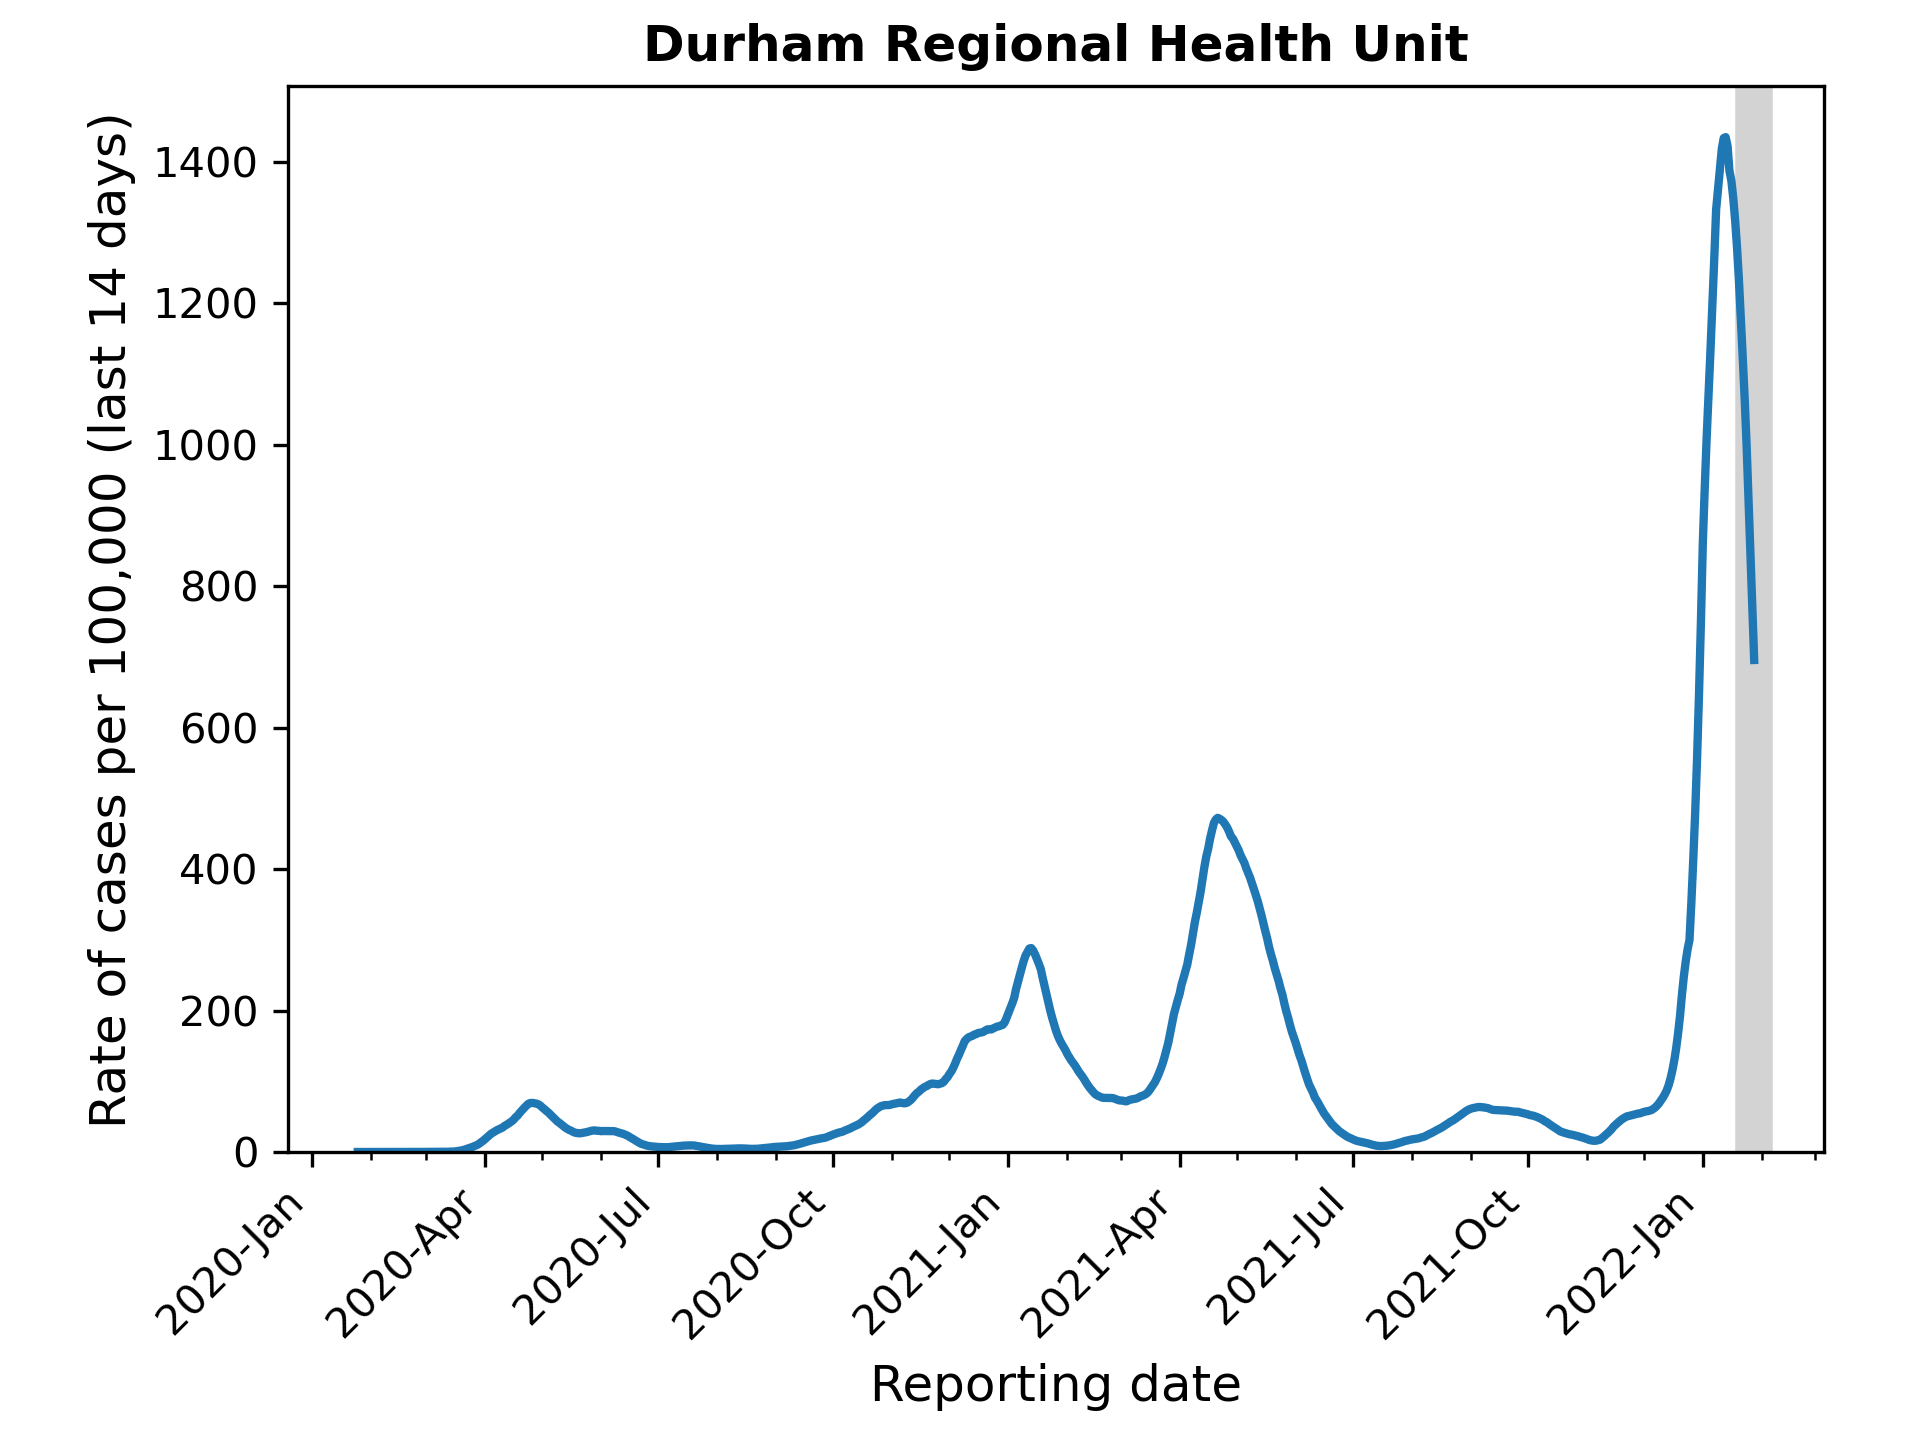 Durham Regional Health Unit
Rate of cases per 100,000 (last 14 days)
1400
1200
1000
800
600
400
200
0
2020-Jan
2020-Apr
2020-Jul
2020-Oct
2021-Jan
2021-Apr
2021-Jul
2021-Oct
2022-Jan
Reporting date